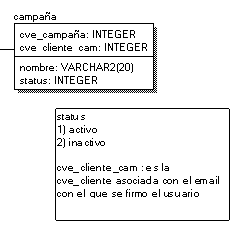 campaña
cve_campaña: INTEGER
cve_cliente_cam: INTEGER
nombre: VARCHAR2(20)
status: INTEGER
status
1) activo
2) inactivo
cve_cliente_cam : es la
cve_cliente asociada con el email
con el que se firmo el usuario